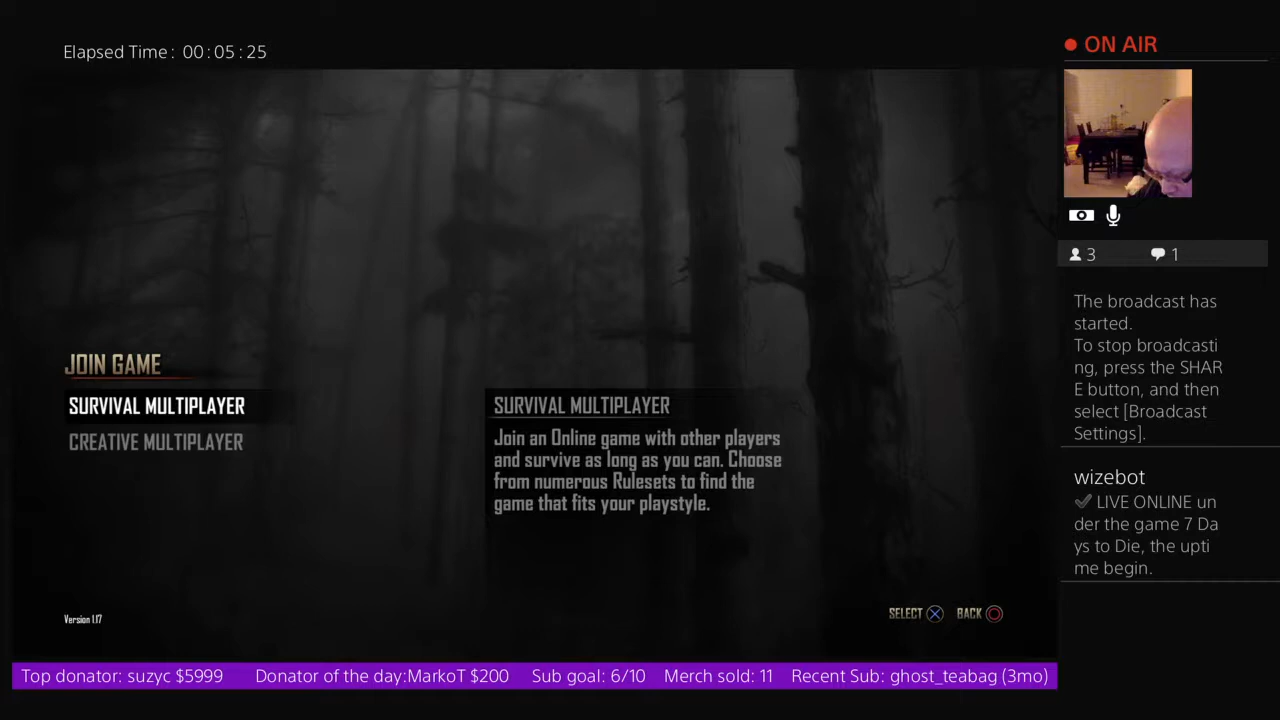 Elapsed Time: 00:05:25
ON AIR
3
1
The broadcast has
started.
To stop broadcasti
ng, press the SHAR
E button, and then
select [Broadcast
Settings].
wizebot
✓ LIVE ONLINE un
der the game 7 Da
ys to Die, the upti
me begin.
JOIN GAME
SURVIVAL MULTIPLAYER
CREATIVE MULTIPLAYER
SURVIVAL MULTIPLAYER
Join an Online game with other players
and survive as long as you can. Choose
from numerous Rulesets to find the
game that fits your playstyle.
Version 1.17
SELECT
BACK
Top donator: suzyc $5999 Donator of the day:MarkoT $200 Sub goal: 6/10 Merch sold: 11 Recent Sub: ghost_teabag (3mo)